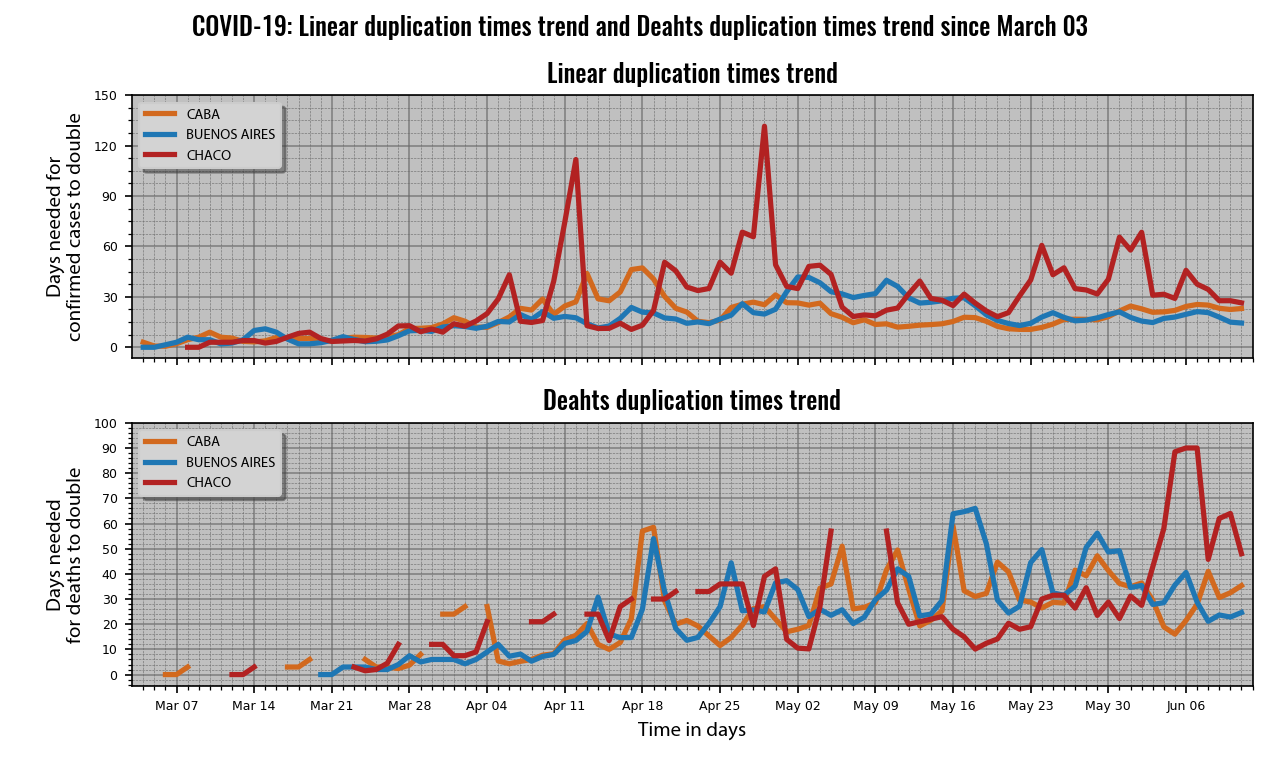 COVID-19: Linear duplication times trend and Deahts duplication times trend since March 03
Linear duplication times trend
150
120
90
60
30
0
Days needed for
confirmed cases to double
CABA
BUENOS AIRES
CHACO
Deahts duplication times trend
100
90
80
70
60
50
40
30
20
10
0
Days needed
for deaths to double
CABA
BUENOS AIRES
CHACO
Mar 07 Mar 14 Mar 21 Mar 28 Apr 04 Apr 11 Apr 18 Apr 25 May 02 May 09 May 16 May 23 May 30 Jun 06
Time in days